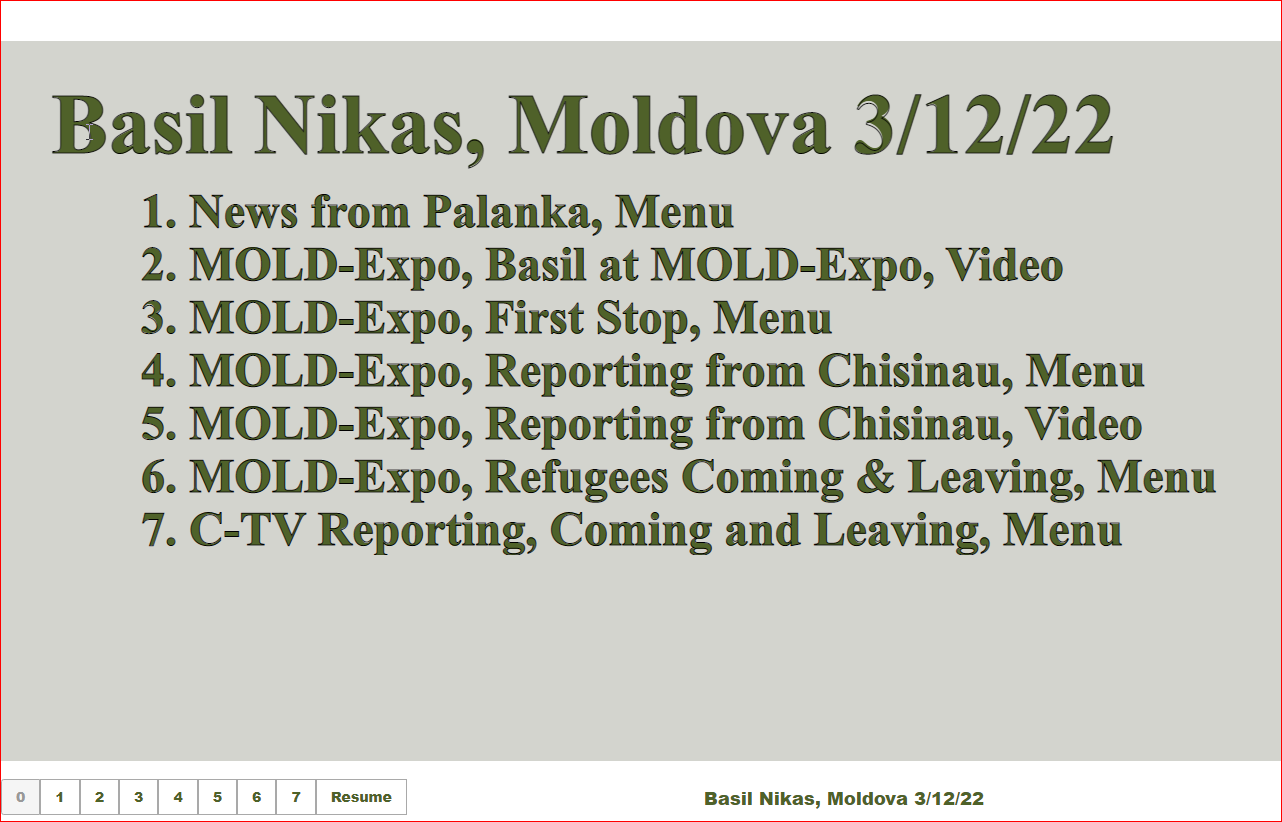 Basil Nikas, Moldova 3/12/22
1. News from Palanka, Menu
2. MOLD-Expo, Basil at MOLD-Expo, Video
3. MOLD-Expo, First Stop, Menu
4. MOLD-Expo, Reporting from Chisinau, Menu
5. MOLD-Expo, Reporting from Chisinau, Video
6. MOLD-Expo, Refugees Coming & Leaving, Menu
7. C-TV Reporting, Coming and Leaving, Menu
0 1 2 3 4 5 6 7 Resume
Basil Nikas, Moldova 3/12/22